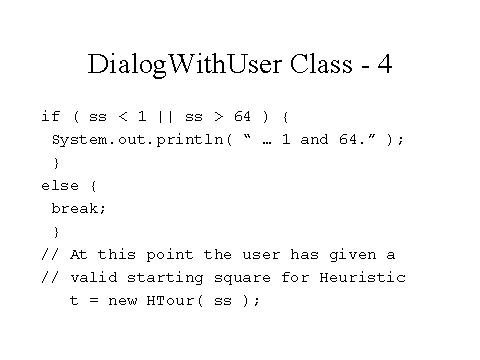 DialogWithUser Class - 4
if ( ss < 1 || ss > 64 ) {
System.out.println( “ … 1 and 64.” );
}
else {
break;
}
// At this point the user has given a
// valid starting square for Heuristic
t = new HTour( ss );